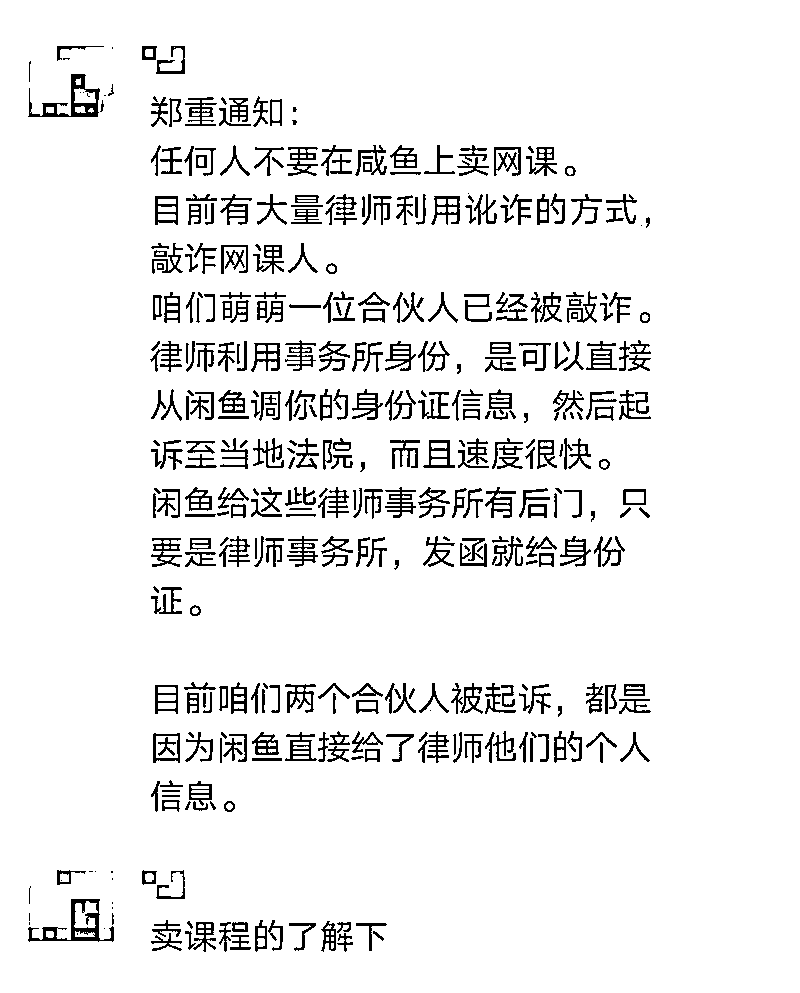 郑重通知：
任何人不要在咸鱼上卖网课。
目前有大量律师利用讹诈的方式，
敲诈网课人。
咱们萌萌一位合伙人已经被敲诈。
律师利用事务所身份，是可以直接
从闲鱼调你的身份证信息，然后起
诉至当地法院，而且速度很快。
闲鱼给这些律师事务所有后门，只
要是律师事务所，发函就给身份
证。
目前咱们两个合伙人被起诉，都是
因为闲鱼直接给了律师他们的个人
信息。
卖课程的了解下